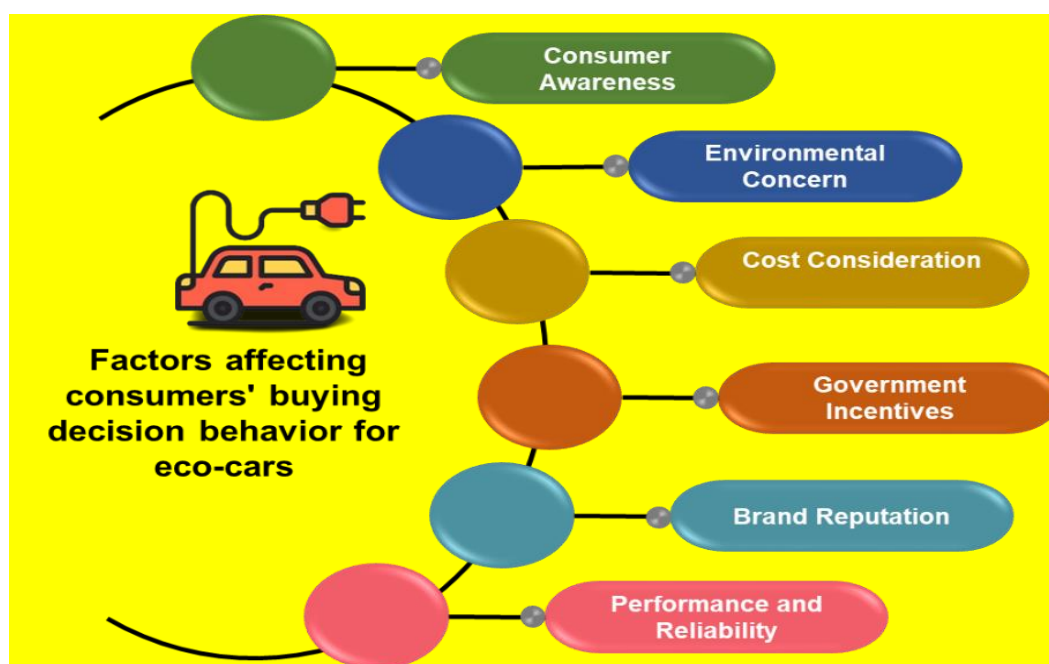 Consumer
Awareness
Environmental
Concern
Cost Consideration
Government
Incentives
Factors affecting
consumers' buying
decision behavior for
eco-cars
Brand Reputation
Performance and
Reliability